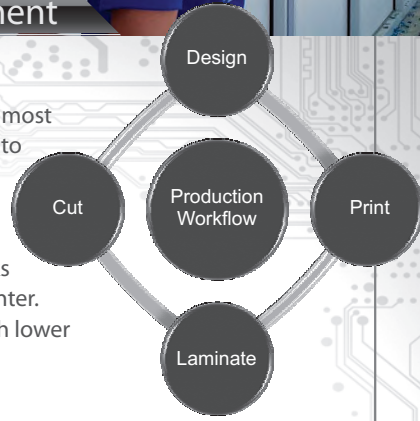 ment
Design
most
to
Cut
Production
Workflow
Print
s
nter.
h lower
Laminate